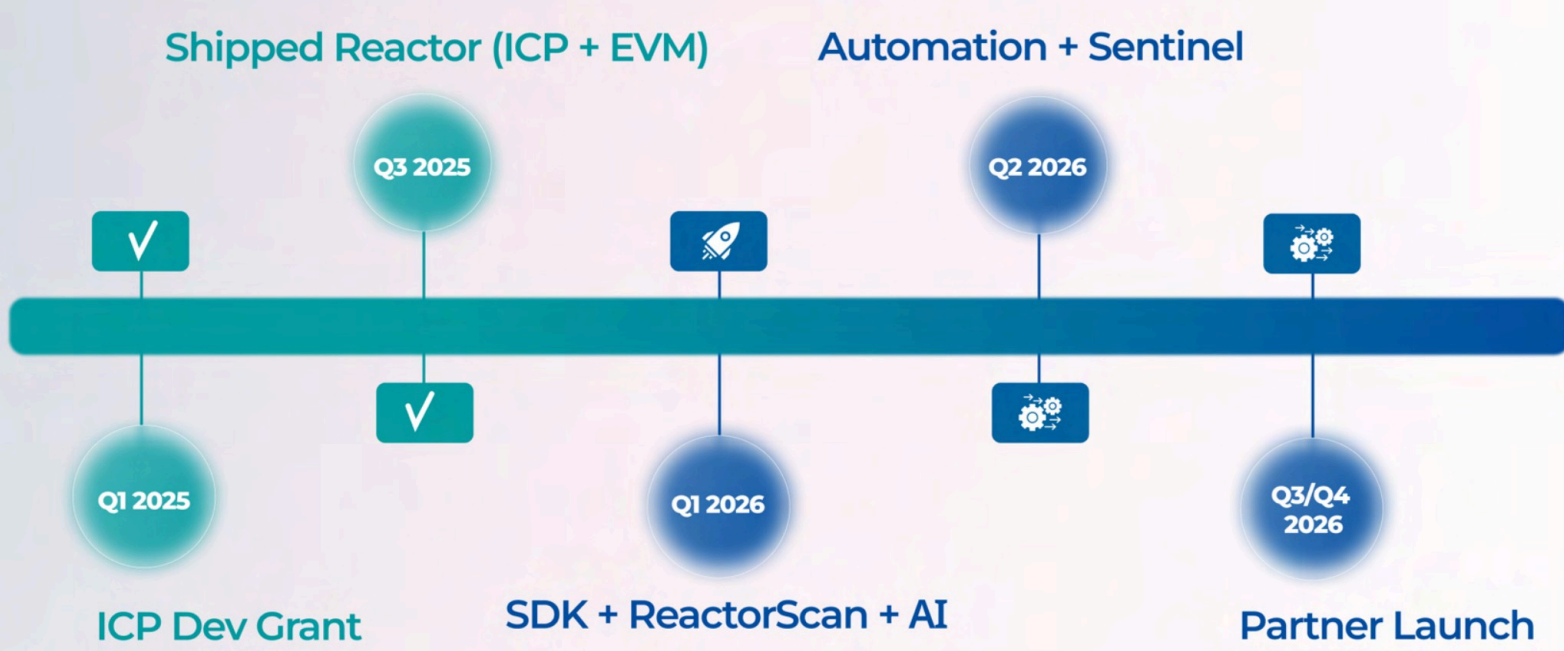 Shipped Reactor (ICP + EVM)
Automation + Sentinel
Q3 2025
Q2 2026
Q1 2025
Q1 2026
Q3/Q4
2026
ICP Dev Grant
SDK + ReactorScan + AI
Partner Launch